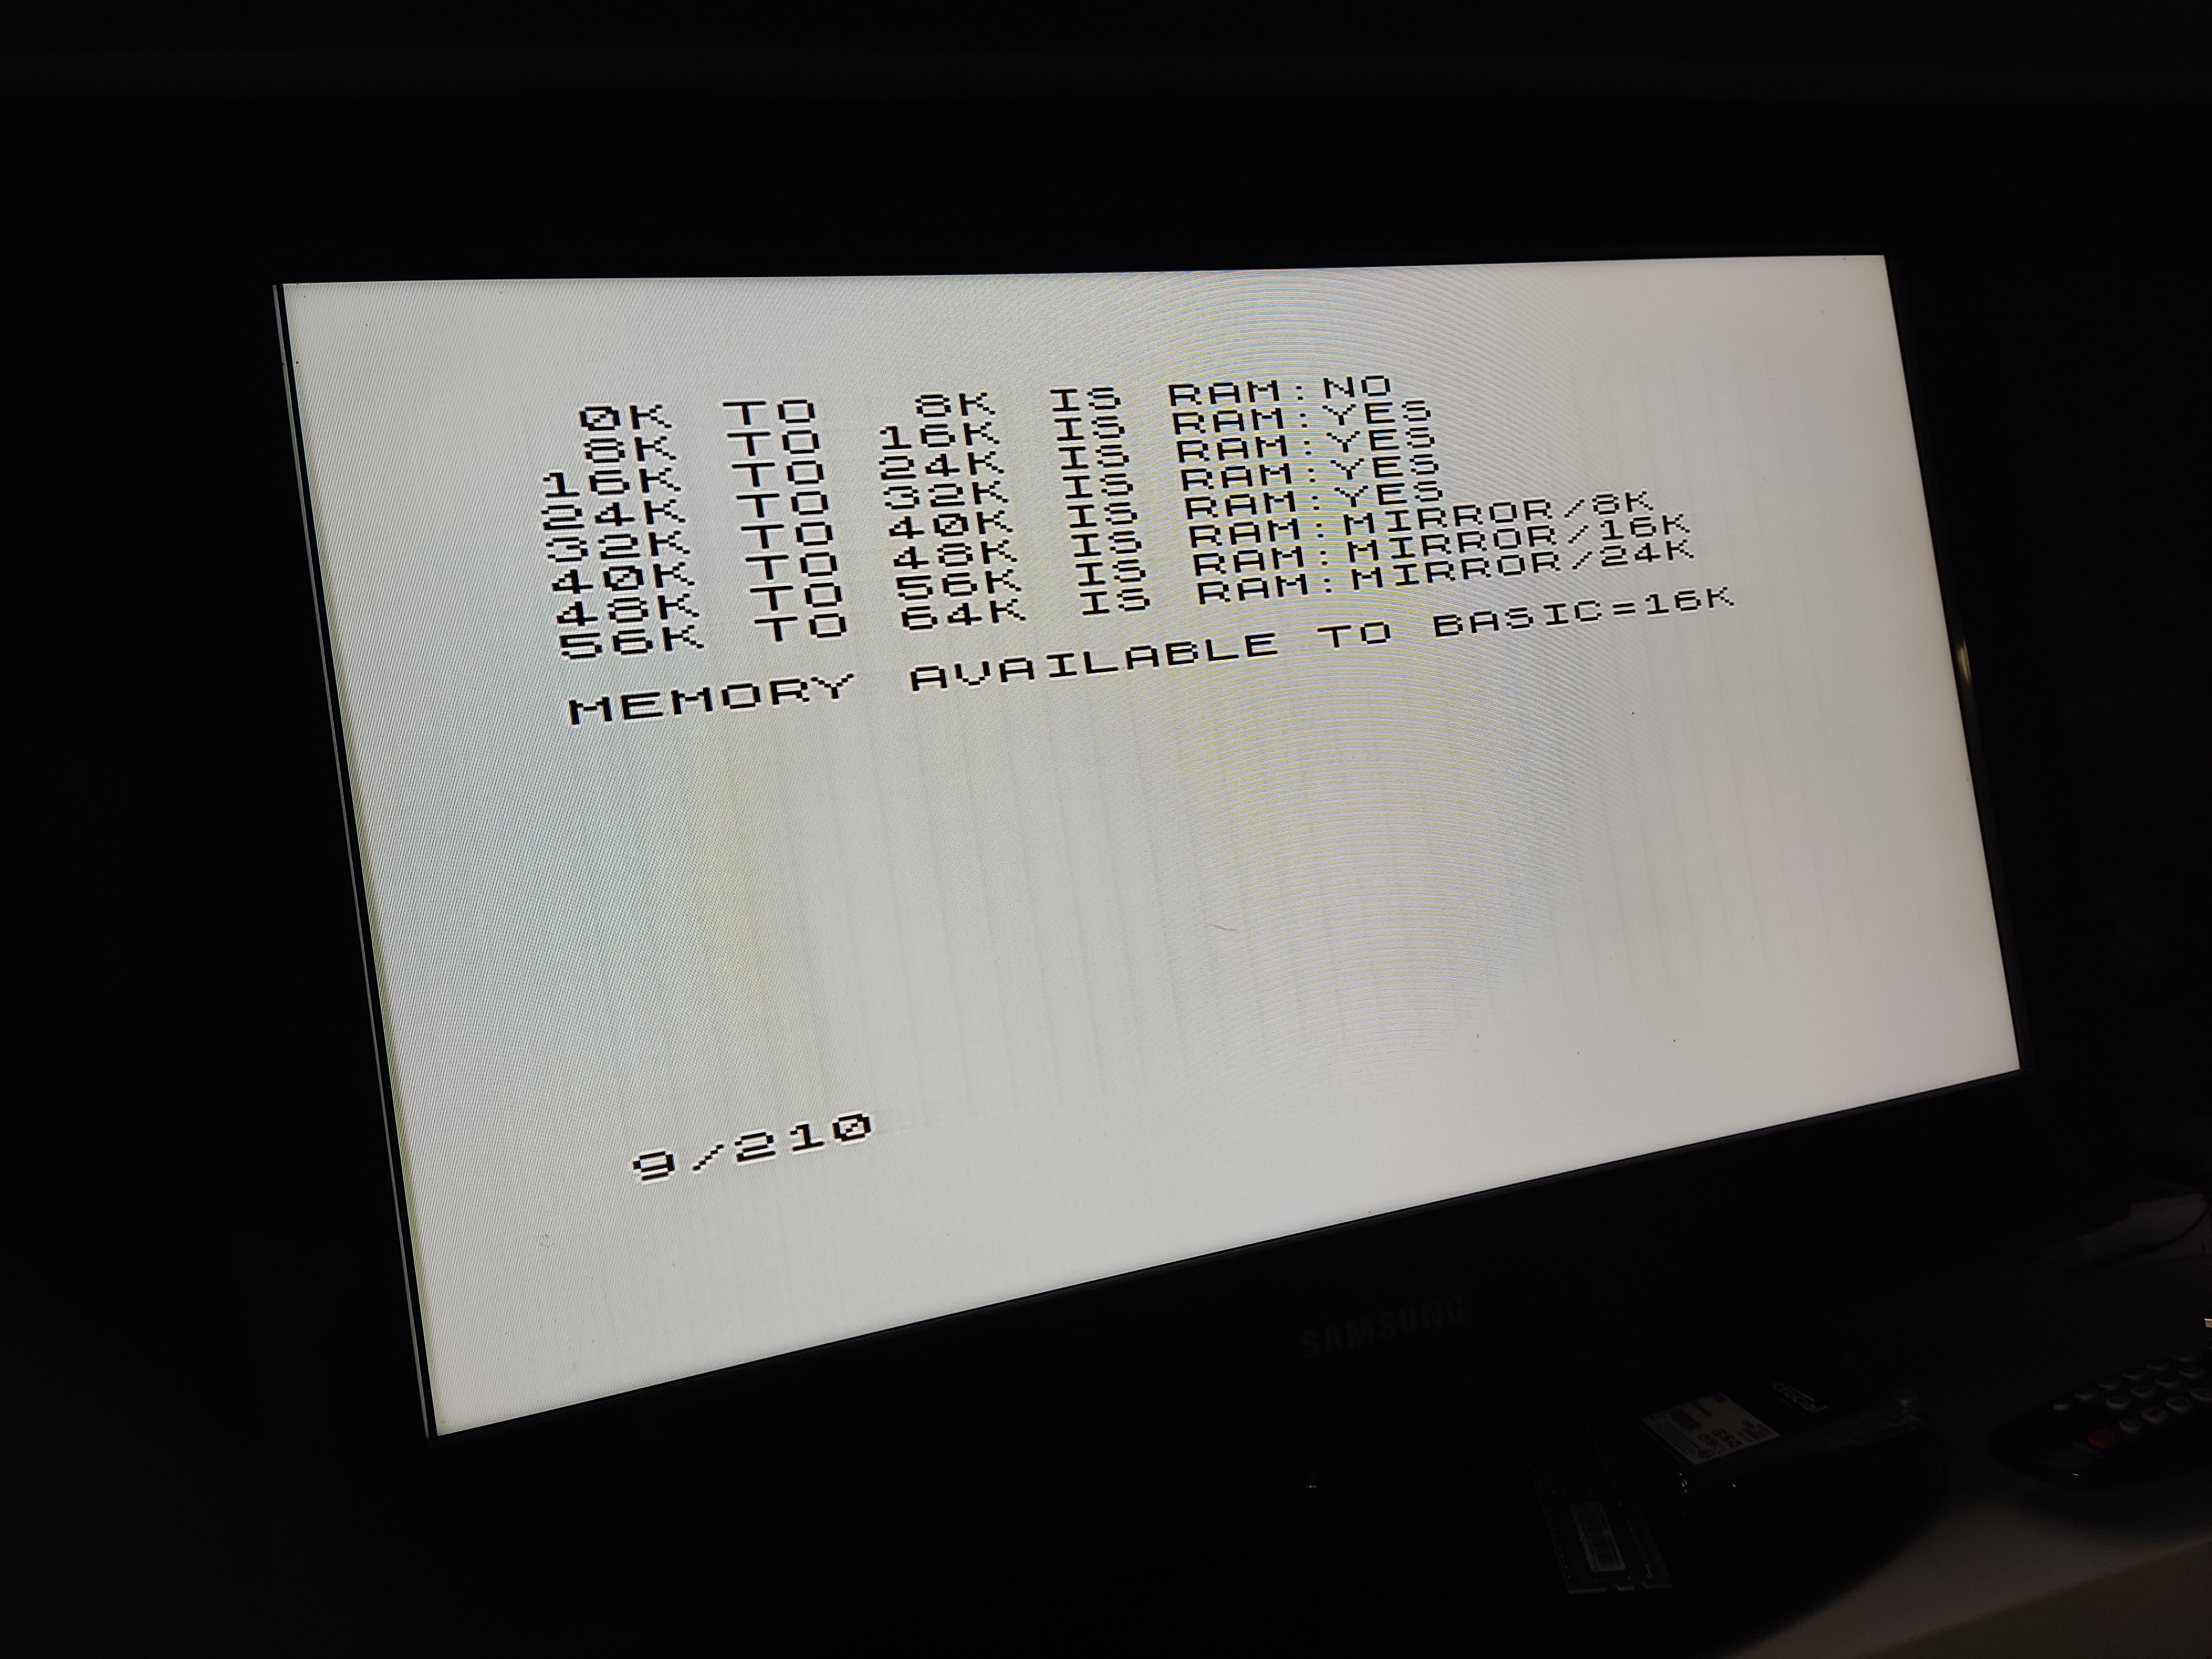 0K TO 8K IS RAM:NO
8K TO 16K IS RAM:YES
16K TO 24K IS RAM:YES
24K TO 32K IS RAM:YES
32K TO 40K IS RAM:YES
40K TO 48K IS RAM:MIRROR/8K
48K TO 56K IS RAM:MIRROR/16K
56K TO 64K IS RAM:MIRROR/24K
MEMORY AVAILABLE TO BASIC=16K
9/210
SAMSUNG